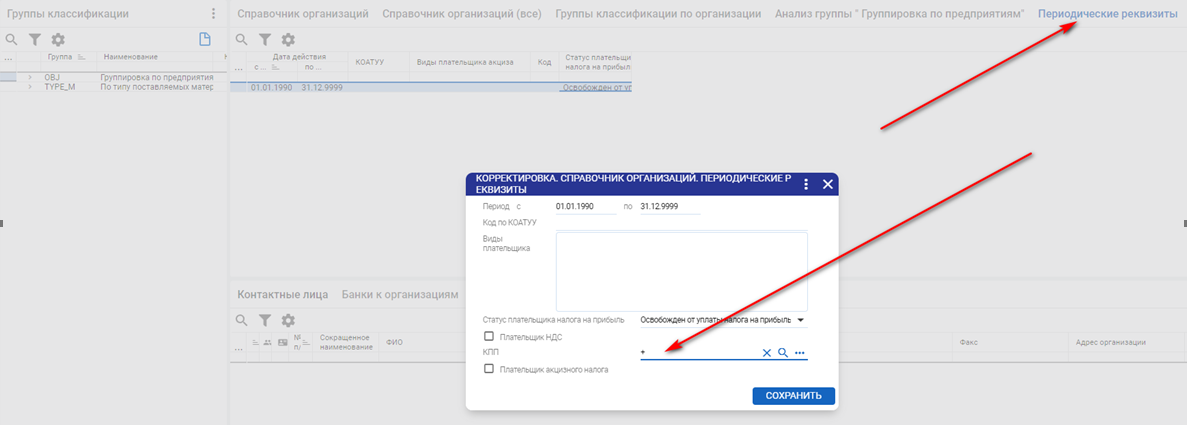 Группы классификации
Справочник организаций
Справочник организаций (все)
Группы классификации по организации
Анализ группы " Группировка по предприятиям"
Периодические реквизиты
...
Группа
Наименование
OBJ
Группировка по предприятия
TYPE_M
По типу поставляемых матер
...
Дата действия
с ...
по ...
КОАТУУ
Виды плательщика акциза
Код
Статус плательщи
налога на прибыл
01.01.1990
31.12.9999
Освобожден от уп
КОРРЕКТИРОВКА. СПРАВОЧНИК ОРГАНИЗАЦИЙ. ПЕРИОДИЧЕСКИЕ Р
ЕКВИЗИТЫ
Период с
01.01.1990
по
31.12.9999
Код по КОАТУУ
Виды
плательщика
Статус плательщика налога на прибыль
Освобожден от уплаты налога на прибыль
Плательщик НДС
КПП
+
Плательщик акцизного налога
СОХРАНИТЬ
Контактные лица
Банки к организациям
...
№
п/
Сокращенное
наименование
ФИО
Факс
Адрес организации